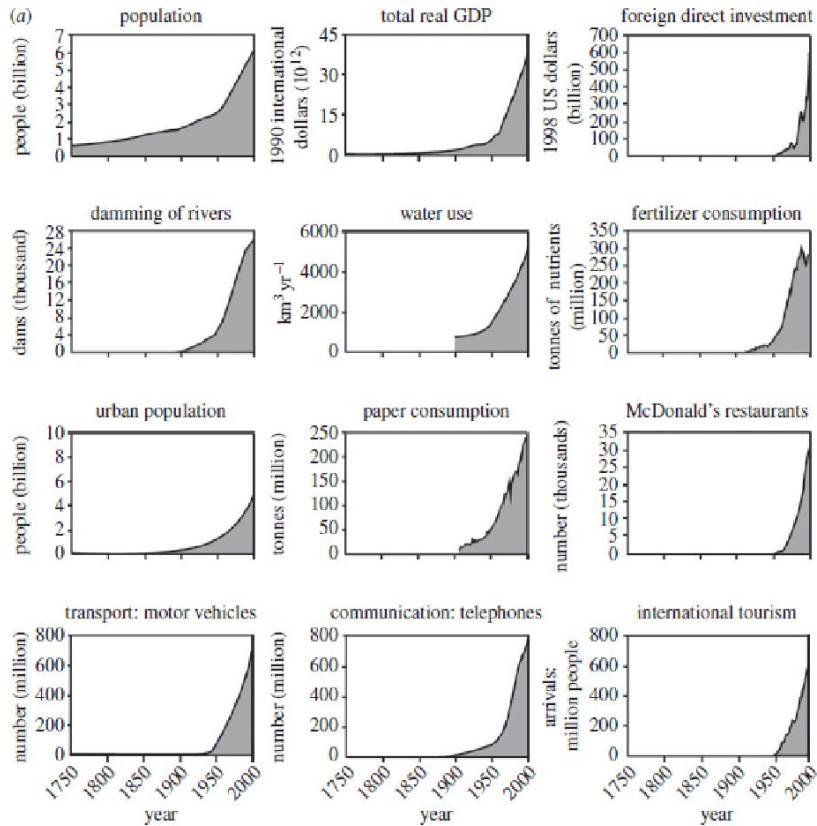 (a)
population
people (billion)
7
6
5
4
3
2
1
0
total real GDP
1990 international
dollars (10¹²)
45
30
15
0
foreign direct investment
1998 US dollars
(billion)
700
600
500
400
300
200
100
0
damming of rivers
dams (thousand)
28
24
20
16
12
8
4
0
water use
km³ yr⁻¹
6000
4000
2000
0
fertilizer consumption
tonnes of nutrients
(million)
350
300
250
200
150
100
50
0
urban population
people (billion)
10
8
6
4
2
0
paper consumption
tonnes (million)
250
200
150
100
50
0
McDonald's restaurants
number (thousands)
35
30
25
20
15
10
5
0
transport: motor vehicles
number (million)
800
600
400
200
0
1750
1800
1850
1900
1950
2000
year
communication: telephones
number (million)
800
600
400
200
0
1750
1800
1850
1900
1950
2000
year
international tourism
arrivals:
million people
800
600
400
200
0
1750
1800
1850
1900
1950
2000
year